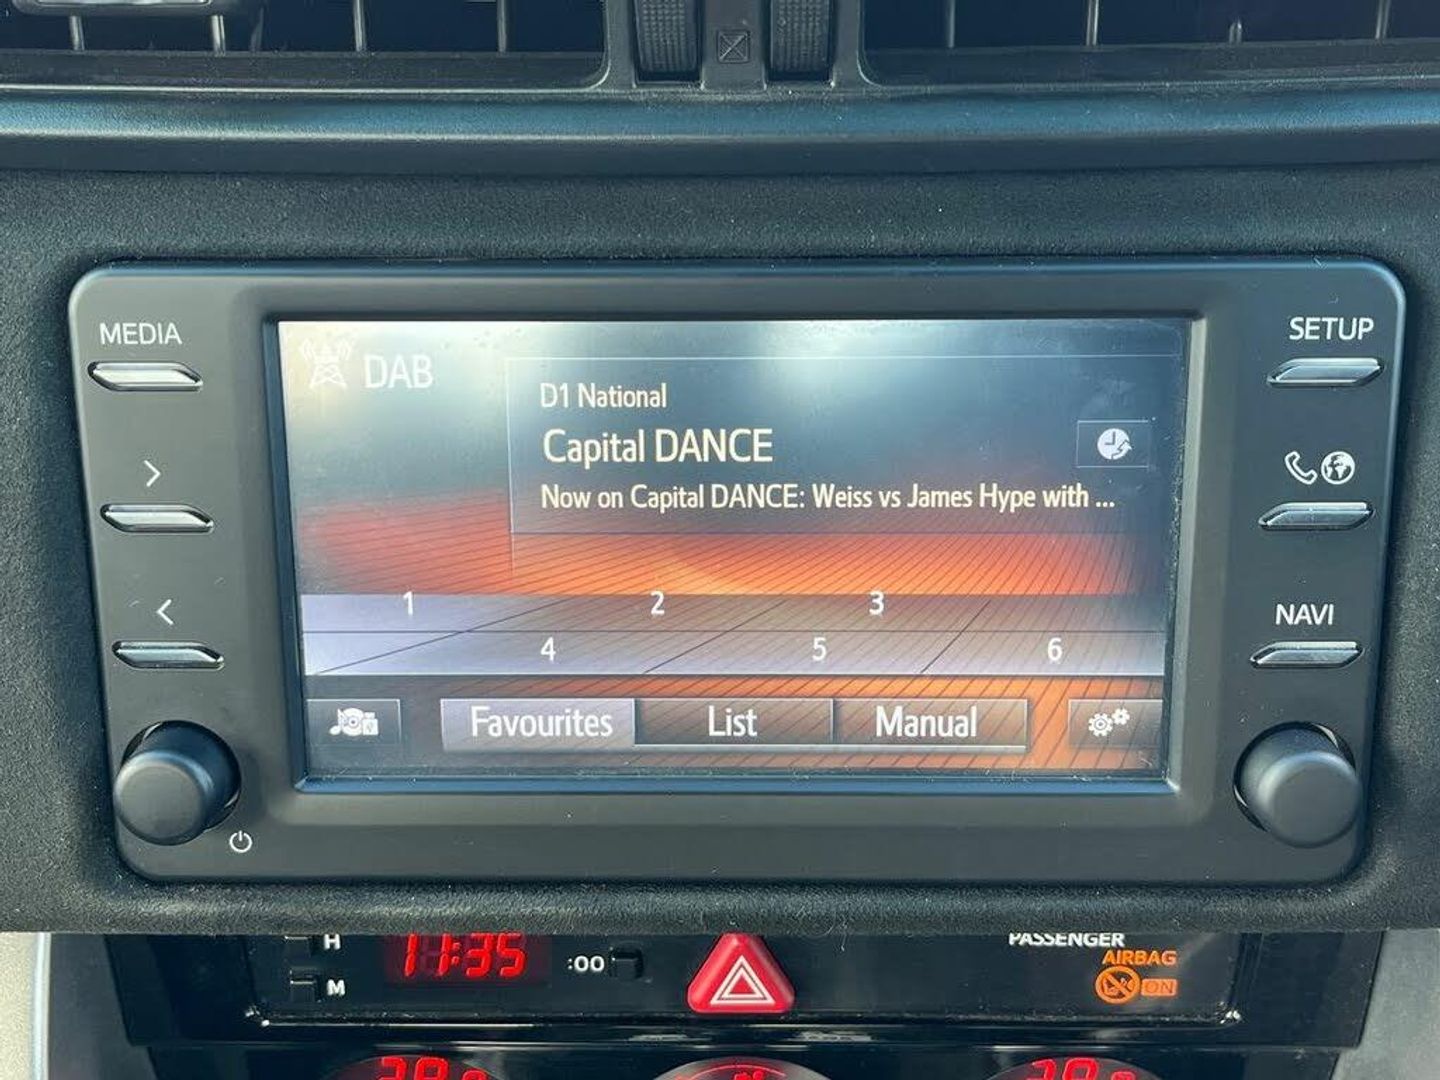 MEDIA
SETUP
DAB
D1 National
Capital DANCE
Now on Capital DANCE: Weiss vs James Hype with ...
>
<
NAVI
1 2 3
4 5 6
Favourites List Manual
H
M
11:35
:00
PASSENGER
AIRBAG
ON